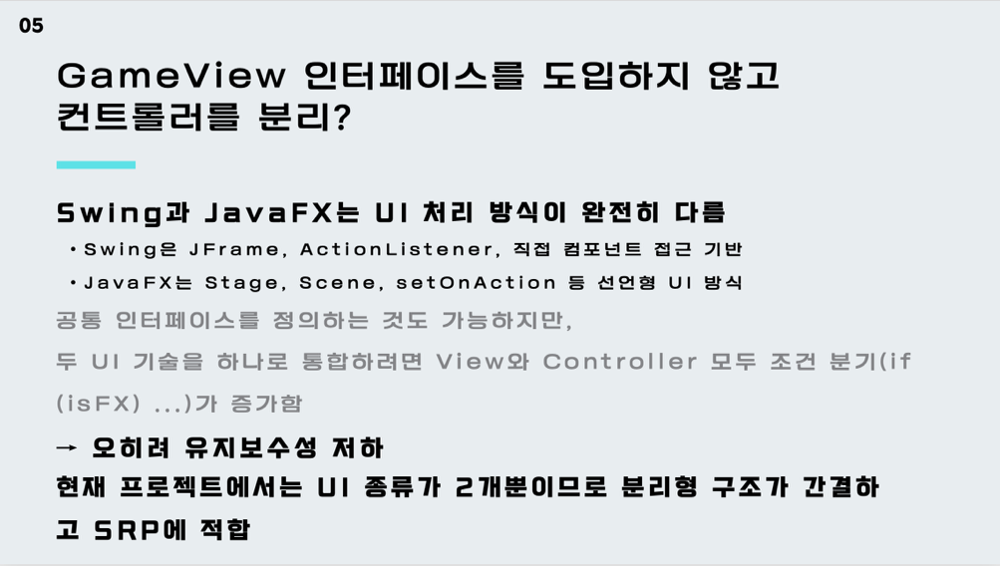 05
GameView 인터페이스를 도입하지 않고
컨트롤러를 분리?
Swing과 JavaFX는 UI 처리 방식이 완전히 다름
• Swing은 JFrame, ActionListener, 직접 컴포넌트 접근 기반
• JavaFX는 Stage, Scene, setOnAction 등 선언형 UI 방식
공통 인터페이스를 정의하는 것도 가능하지만,
두 UI 기술을 하나로 통합하려면 View와 Controller 모두 조건 분기(if
(isFX) ...)가 증가함
→ 오히려 유지보수성 저하
현재 프로젝트에서는 UI 종류가 2개뿐이므로 분리형 구조가 간결하
고 SRP에 적합